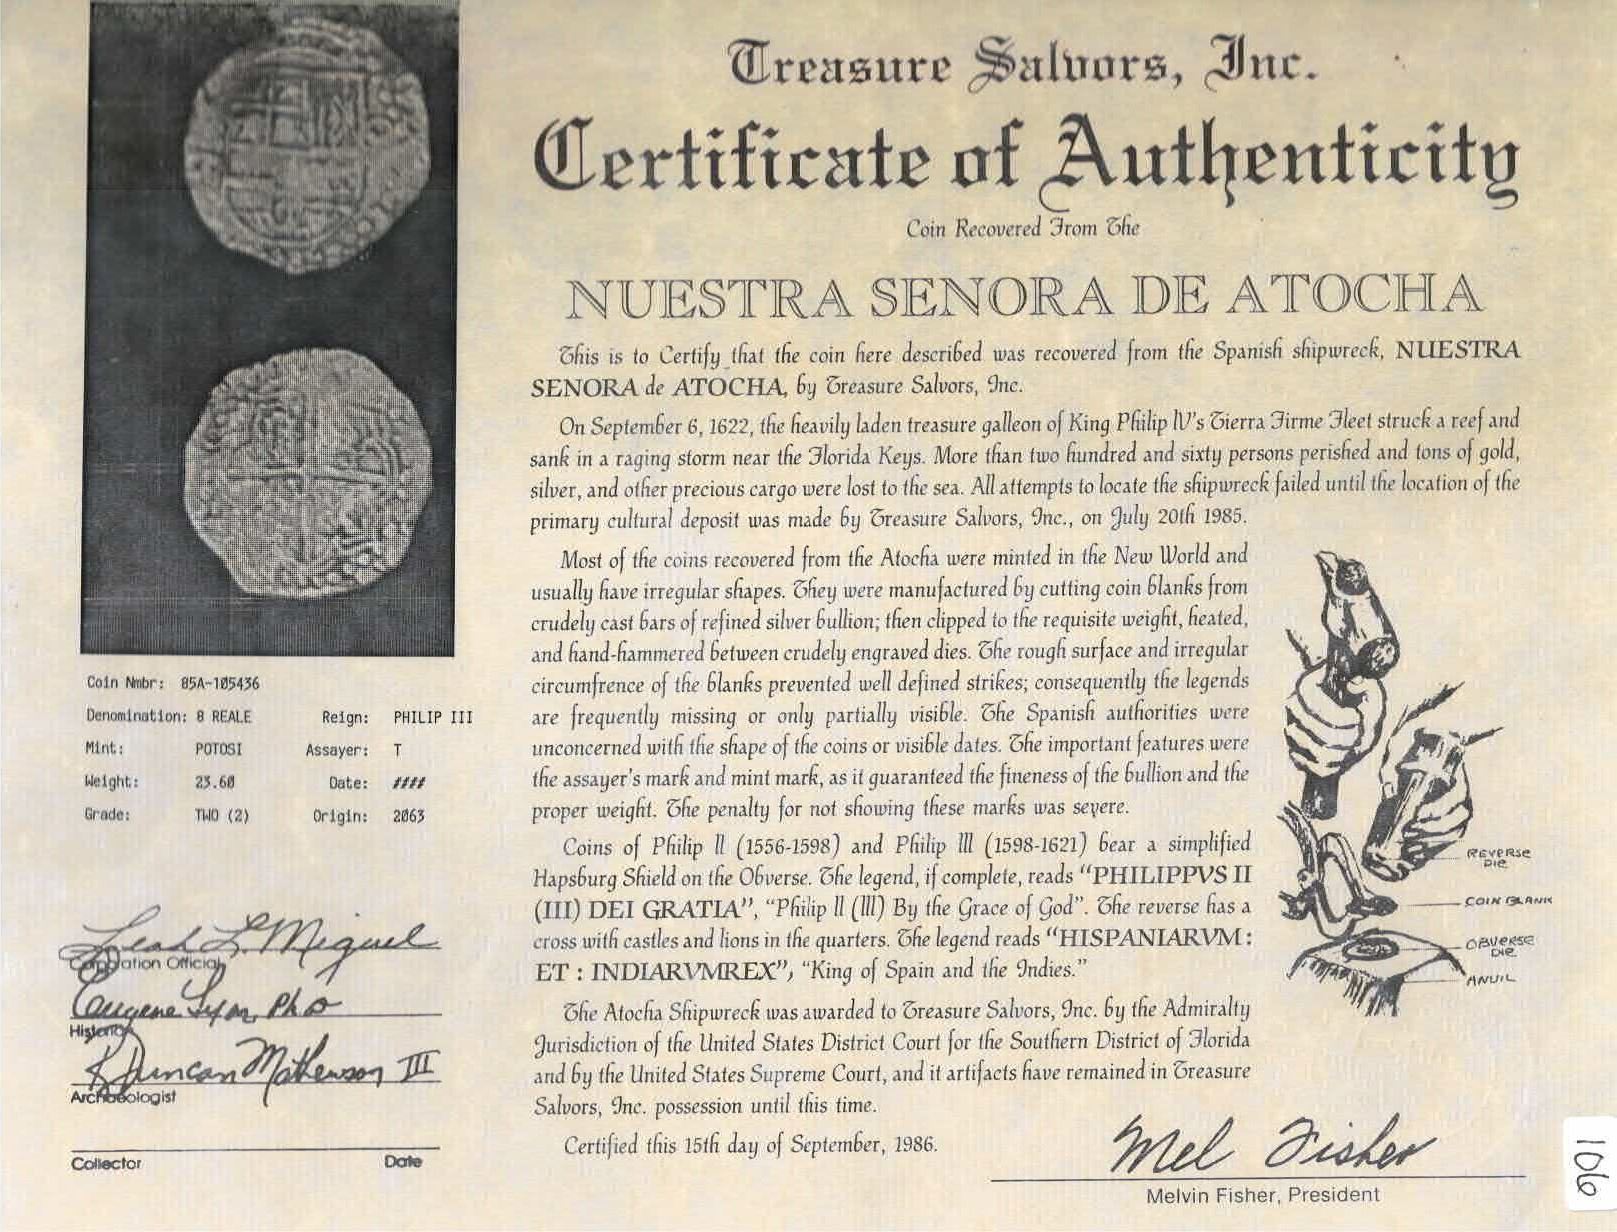 Treasure Salvors, Inc.
Certificate of Authenticity
Coin Recovered From The
NUESTRA SENORA DE ATOCHA
This is to Certify that the coin here described was recovered from the Spanish shipwreck, NUESTRA
SENORA de ATOCHA, by Treasure Salvors, Inc.
On September 6, 1622, the heavily laden treasure galleon of King Philip IV's Tierra Firme Fleet struck a reef and
sank in a raging storm near the Florida Keys. More than two hundred and sixty persons perished and tons of gold,
silver, and other precious cargo were lost to the sea. All attempts to locate the shipwreck failed until the location of the
primary cultural deposit was made by Treasure Salvors, Inc., on July 20th 1985.
Most of the coins recovered from the Atocha were minted in the New World and
usually have irregular shapes. They were manufactured by cutting coin blanks from
crudely cast bars of refined silver bullion; then clipped to the requisite weight, heated,
and hand-hammered between crudely engraved dies. The rough surface and irregular
circumfrence of the blanks prevented well defined strikes; consequently the legends
are frequently missing or only partially visible. The Spanish authorities were
unconcerned with the shape of the coins or visible dates. The important features were
the assayer's mark and mint mark, as it guaranteed the fineness of the bullion and the
proper weight. The penalty for not showing these marks was severe.
Coins of Philip II (1556-1598) and Philip III (1598-1621) bear a simplified
Hapsburg Shield on the Obverse. The legend, if complete, reads "PHILIPPVS II
(III) DEI GRATIA", "Philip II (III) By the Grace of God". The reverse has a
cross with castles and lions in the quarters. The legend reads "HISPANIARVM :
ET : INDIARVMREX", "King of Spain and the Indies."
The Atocha Shipwreck was awarded to Treasure Salvors, Inc. by the Admiralty
Jurisdiction of the United States District Court for the Southern District of Florida
and by the United States Supreme Court, and it artifacts have remained in Treasure
Salvors, Inc. possession until this time.
Certified this 15th day of September, 1986.
Mel Fisher
Melvin Fisher, President
REVERSE
DIE
COIN BLANK
OBVERSE
DIE
ANVIL
Coin Nmbr: 85A-105436
Denomination: 8 REALE Reign: PHILIP III
Mint: POTOSI Assayer: T
Weight: 23.60 Date: ####
Grade: TWO (2) Origin: 2063
Leah L. Miguel
Corporation Official
Eugene Lyon, Ph D
Historian
R Duncan Mathewson III
Archaeologist
Collector Date
106